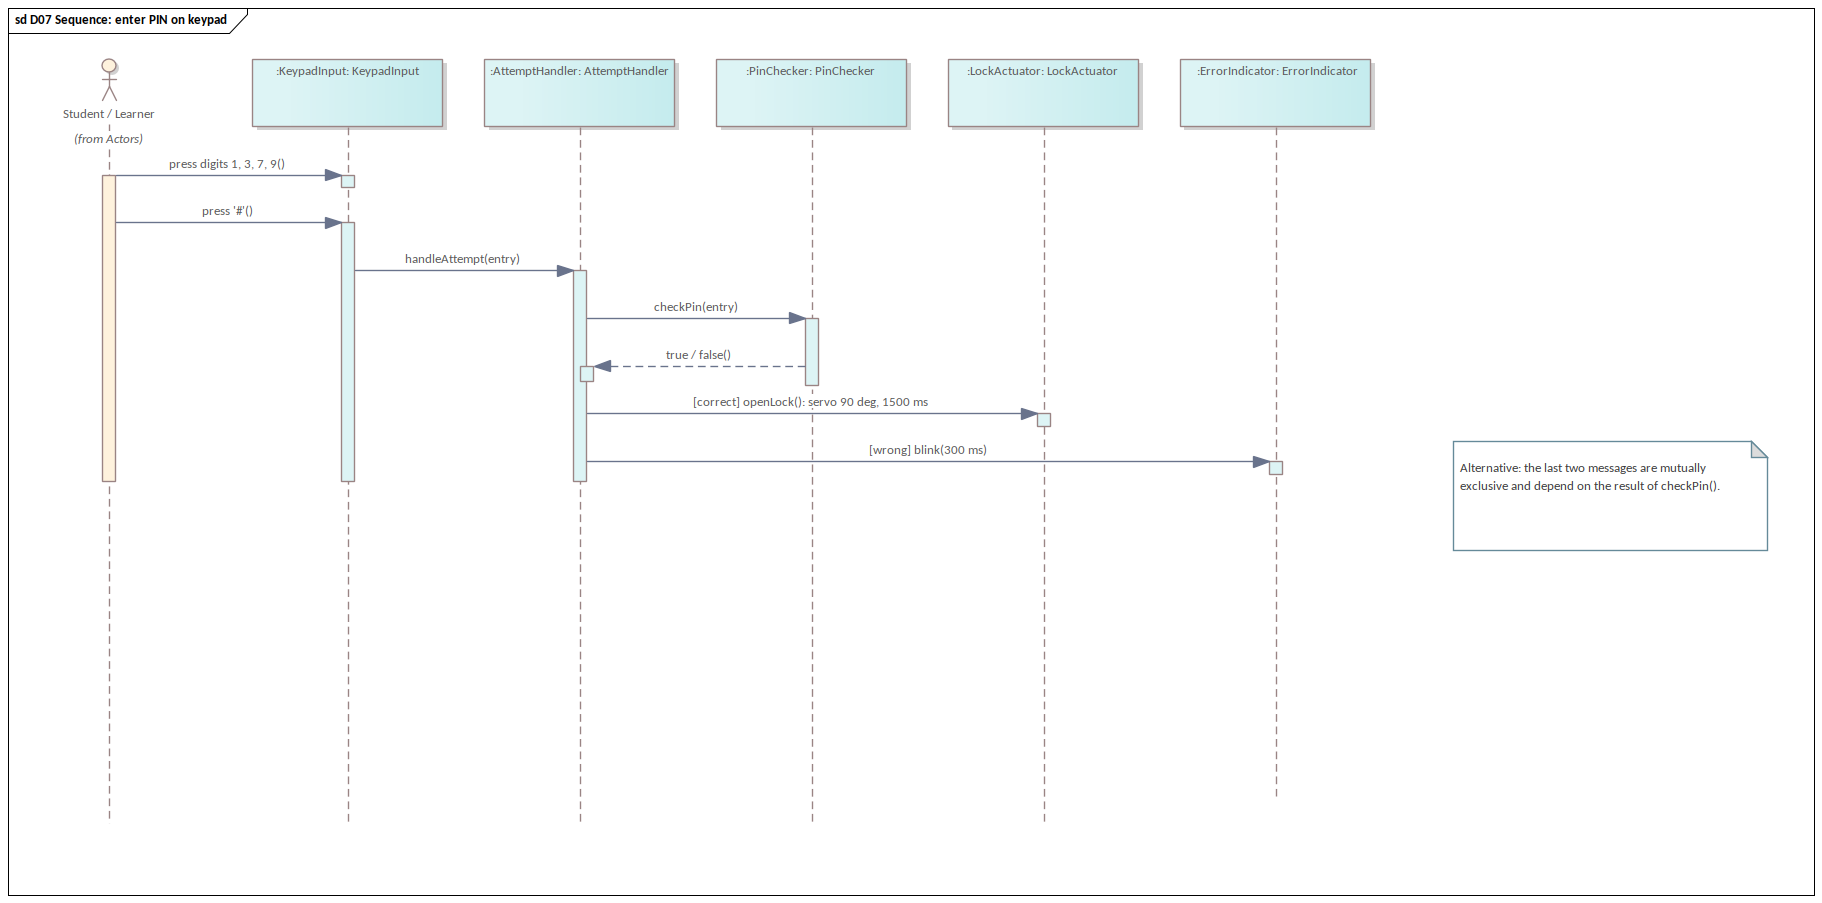 sd D07 Sequence: enter PIN on keypad
:KeypadInput: KeypadInput
:AttemptHandler: AttemptHandler
:PinChecker: PinChecker
:LockActuator: LockActuator
:ErrorIndicator: ErrorIndicator
Student / Learner
(from Actors)
press digits 1, 3, 7, 9()
press '#'()
handleAttempt(entry)
checkPin(entry)
true / false()
[correct] openLock(): servo 90 deg, 1500 ms
[wrong] blink(300 ms)
Alternative: the last two messages are mutually
exclusive and depend on the result of checkPin().